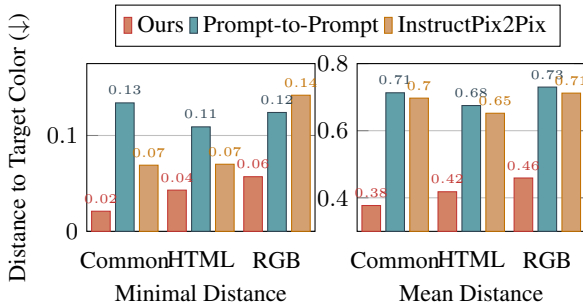 Ours Prompt-to-Prompt InstructPix2Pix
Distance to Target Color (↓)
0.1
0
0.02 0.13 0.07 0.04 0.11 0.07 0.06 0.12 0.14
Common HTML RGB
Minimal Distance
0.8
0.6
0.4
0.38 0.71 0.7 0.42 0.68 0.65 0.46 0.73 0.71
Common HTML RGB
Mean Distance